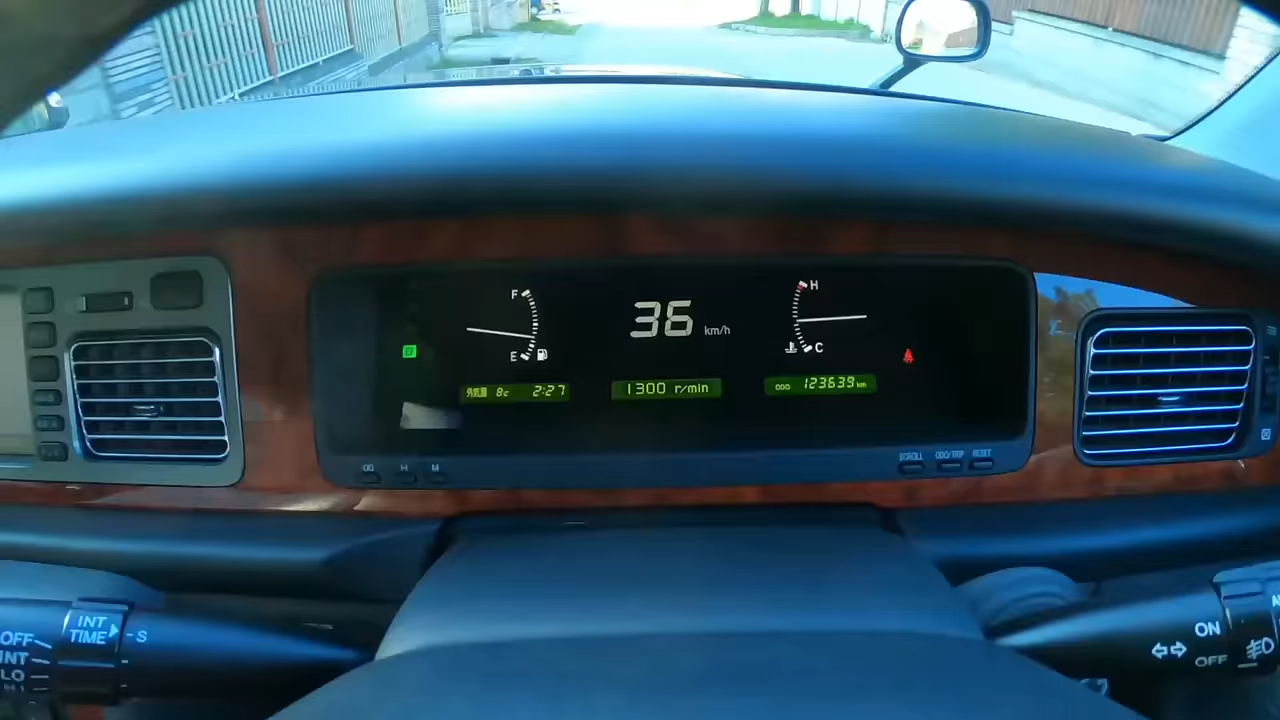 F
E
36 km/h
H
C
D
外気温 8c 2:27
1300 r/min
ODO 123639 km
H M
SCROLL ODO/TRIP RESET
INT
TIME S
OFF
INT
LO
ON
OFF